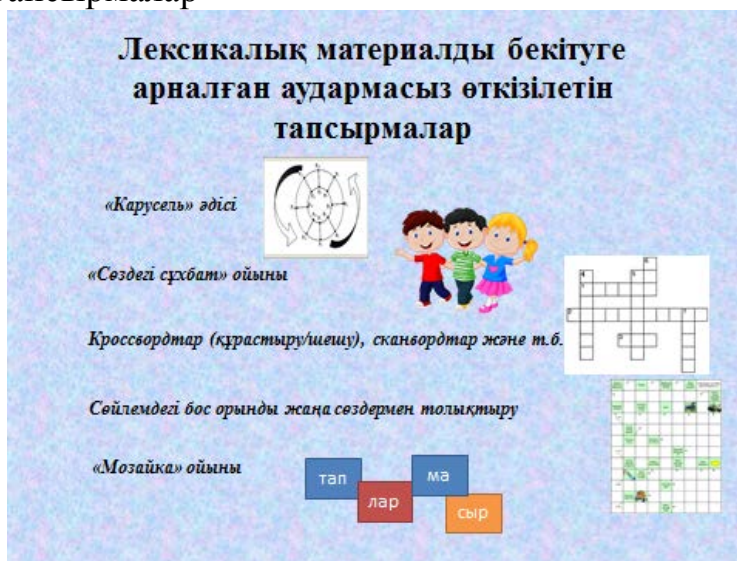 Лексикалық материалды бекітуге
арналған аудармасыз өткізілетін
тапсырмалар
«Карусель» әдісі
«Сөздегі сұхбат» ойыны
Кроссвордтар (құрастыру/шешу), сканвордтар және т.б.
Сөйлемдегі бос орынды жаңа сөздермен толықтыру
«Мозайка» ойыны
тап
ма
лар
сыр